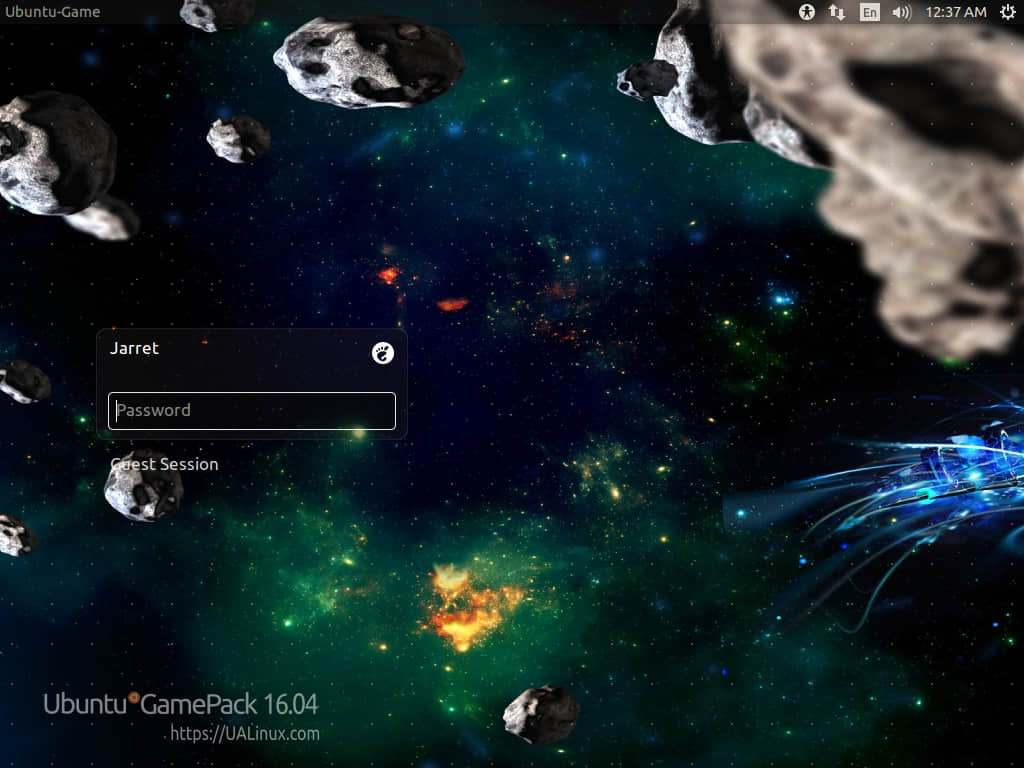 Ubuntu-Game
En
12:37 AM
Jarret
Password
Guest Session
Ubuntu GamePack 16.04
https://UALinux.com